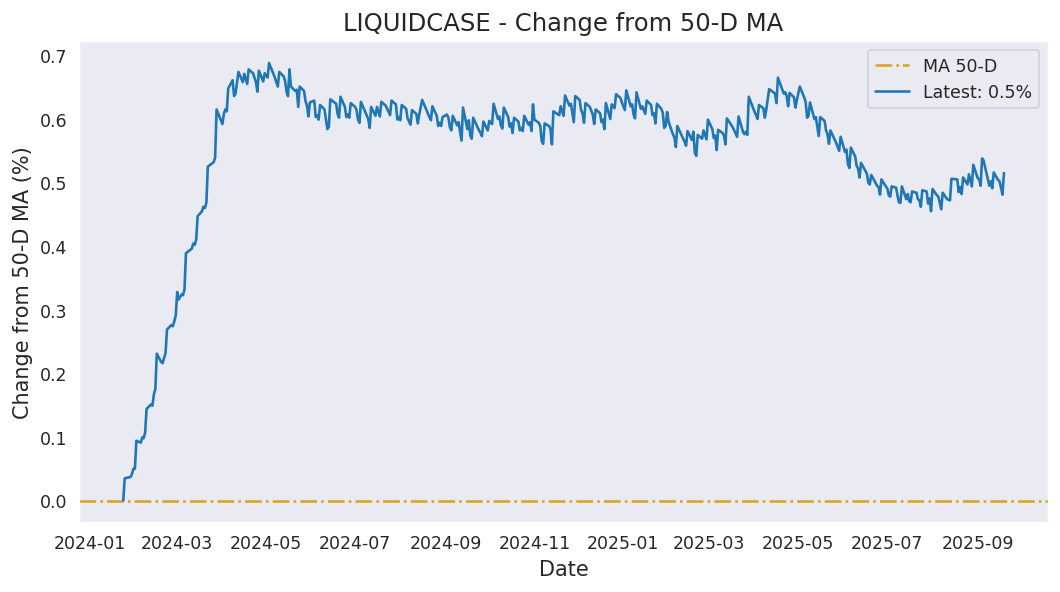 LIQUIDCASE - Change from 50-D MA
Change from 50-D MA (%)
0.7
0.6
0.5
0.4
0.3
0.2
0.1
0.0
MA 50-D
Latest: 0.5%
2024-01 2024-03 2024-05 2024-07 2024-09 2024-11 2025-01 2025-03 2025-05 2025-07 2025-09
Date